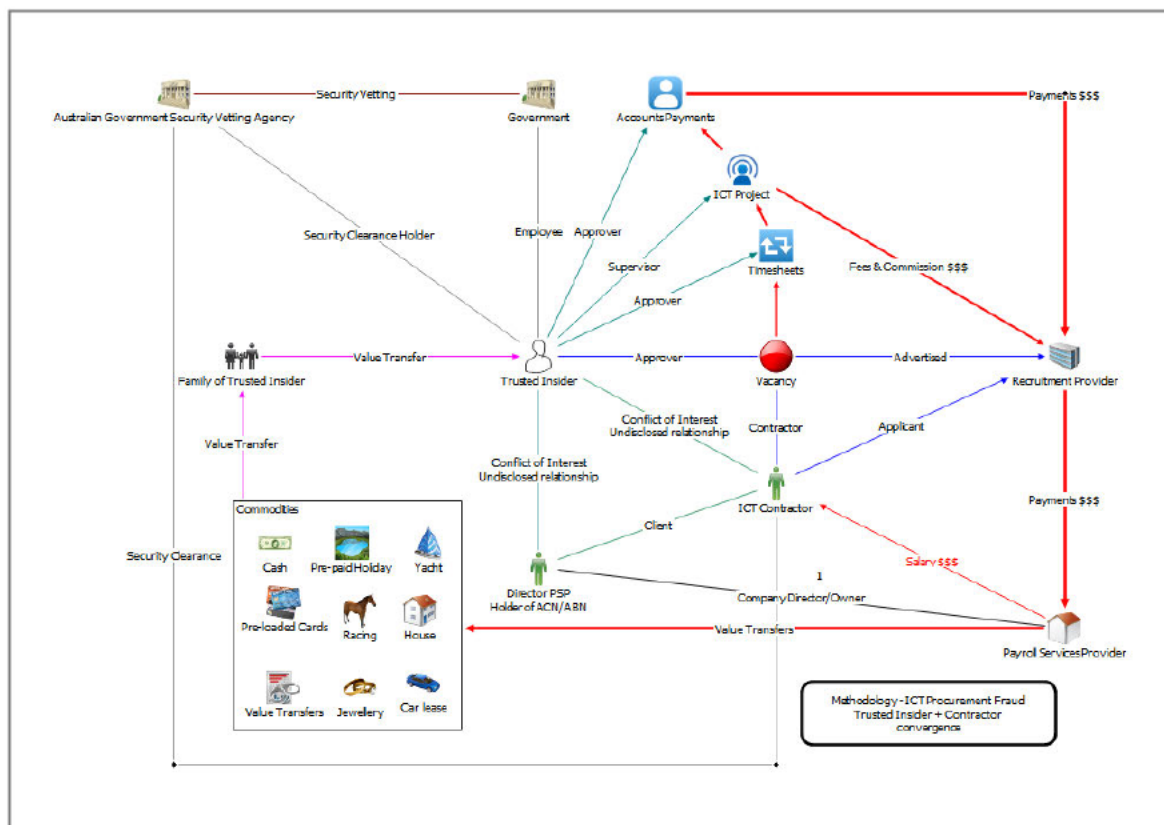 Security Vetting
Payments $$$
Australian Government Security Vetting Agency
Government
Accounts Payments
ICT Project
Security Clearance Holder
Employee
Approver
Supervisor
Timesheets
Fees & Commission $$$
Approver
Value Transfer
Approver
Advertised
Family of Trusted Insider
Trusted Insider
Vacancy
Recruitment Provider
Conflict of Interest
Undisclosed relationship
Contractor
Applicant
Value Transfer
Conflict of Interest
Undisclosed relationship
Payments $$$
Commodities
ICT Contractor
Client
Security Clearance
Cash
Pre-paid Holiday
Yacht
Salary $$$
1
Director PSP
Holder of ACN/ABN
Company Director/Owner
Pre-loaded Cards
Racing
House
Value Transfers
Payroll Services Provider
Value Transfers
Jewellery
Car lease
Methodology - ICT Procurement Fraud
Trusted Insider + Contractor
convergence